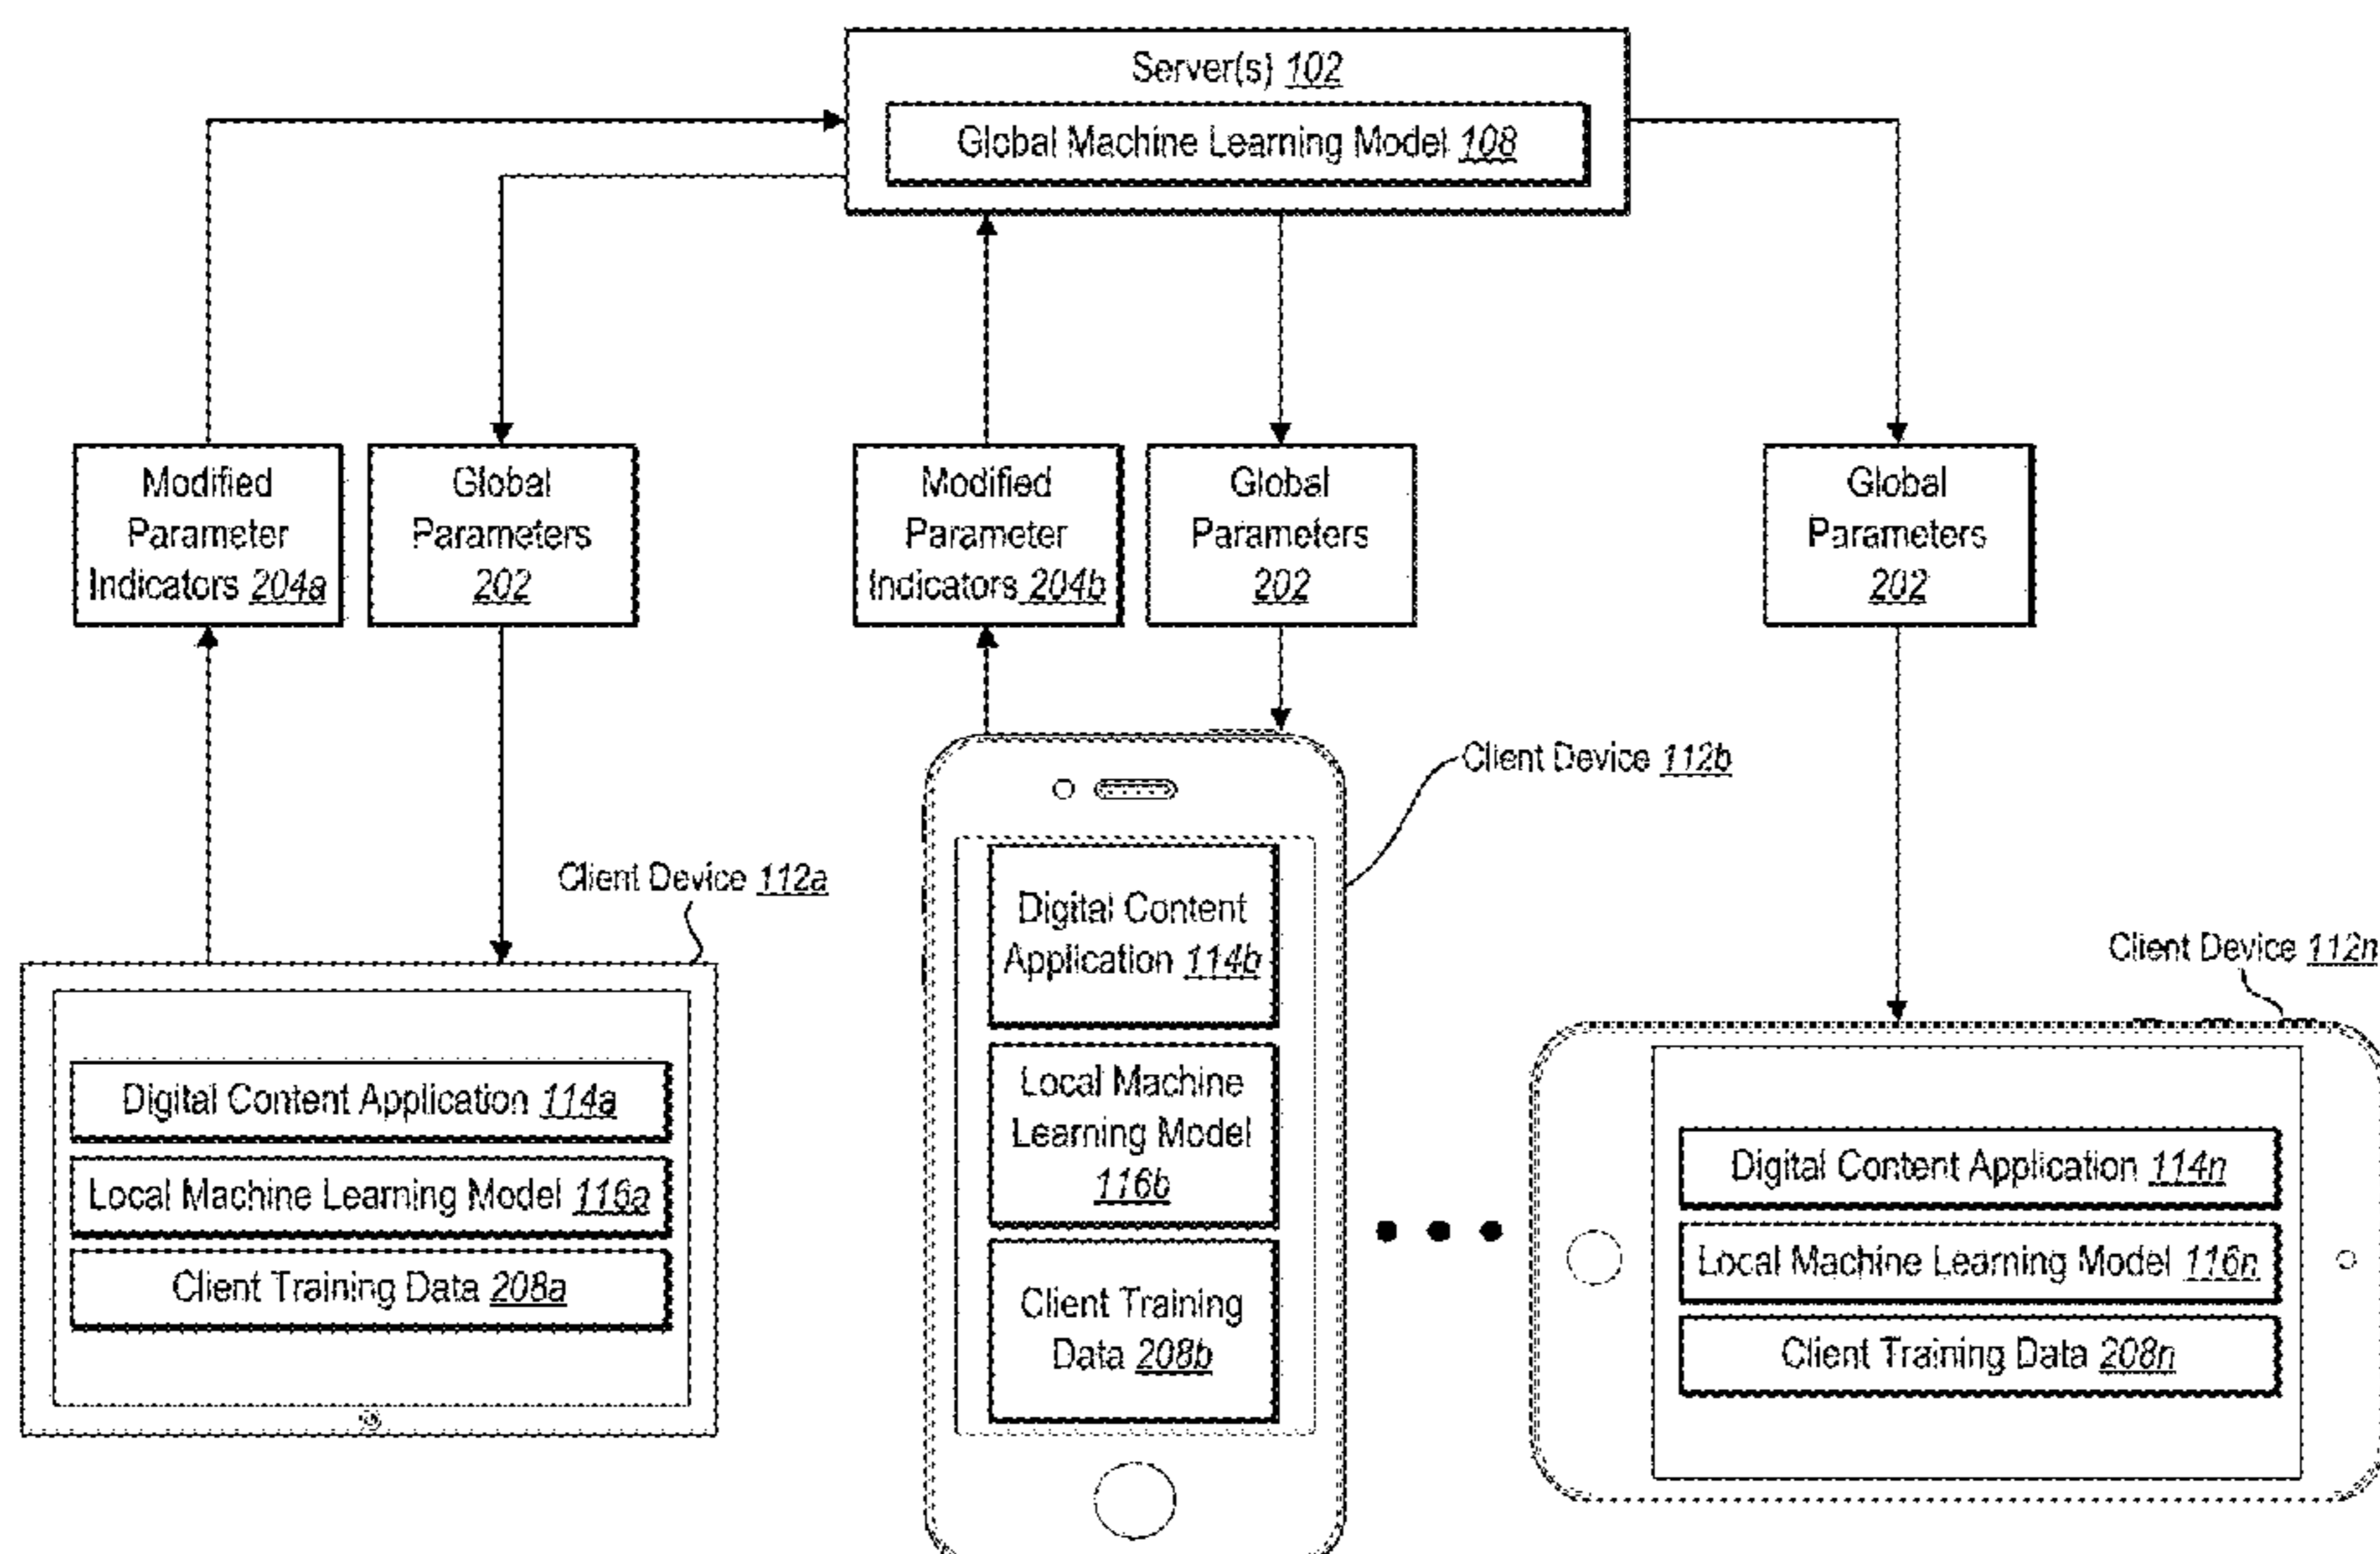 Server(s) 102
Global Machine Learning Model 108
Modified
Parameter
Indicators 204a
Global
Parameters
202
Modified
Parameter
Indicators 204b
Global
Parameters
202
Global
Parameters
202
Client Device 112a
Digital Content Application 114a
Local Machine Learning Model 116a
Client Training Data 208a
Client Device 112b
Digital Content
Application 114b
Local Machine
Learning Model
116b
Client Training
Data 208b
Client Device 112n
Digital Content Application 114n
Local Machine Learning Model 116n
Client Training Data 208n